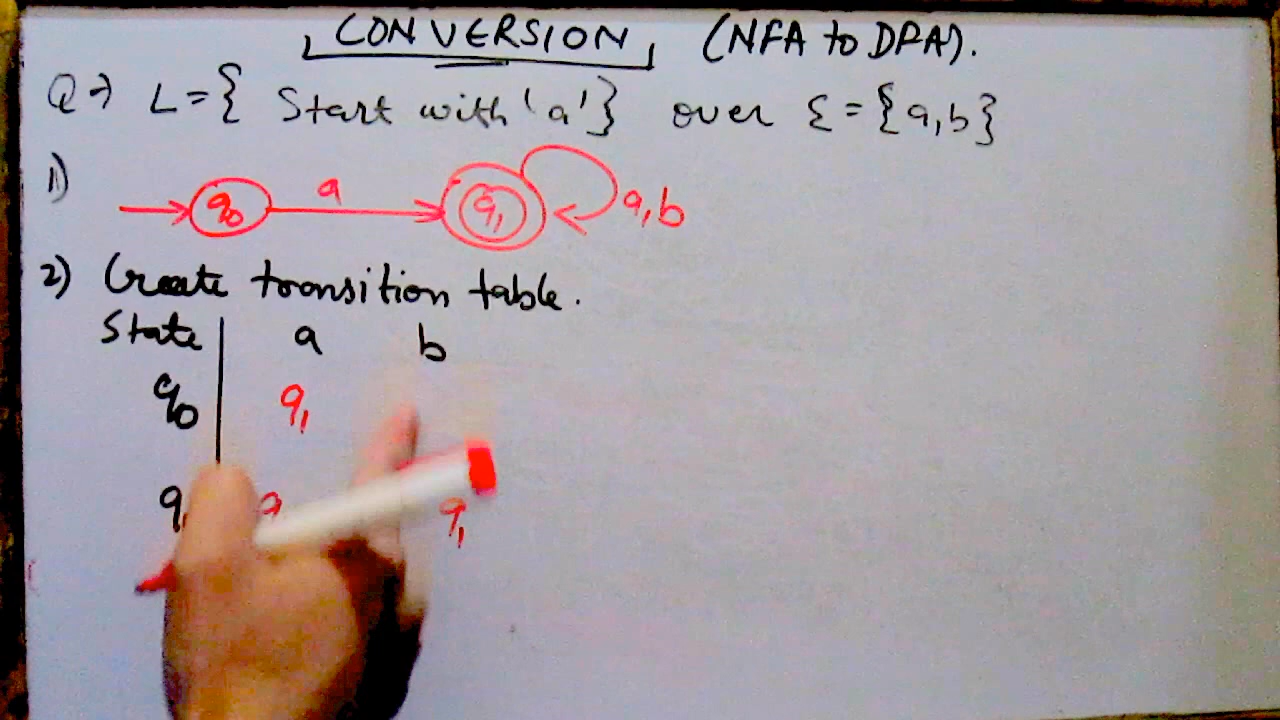 CONVERSION (NFA to DFA).
Q→ L={ Start with 'a'} over Σ={a,b}
1)
q0 a q1 a,b
2) Create transition table.
State a b
q0 q1
q1 q1